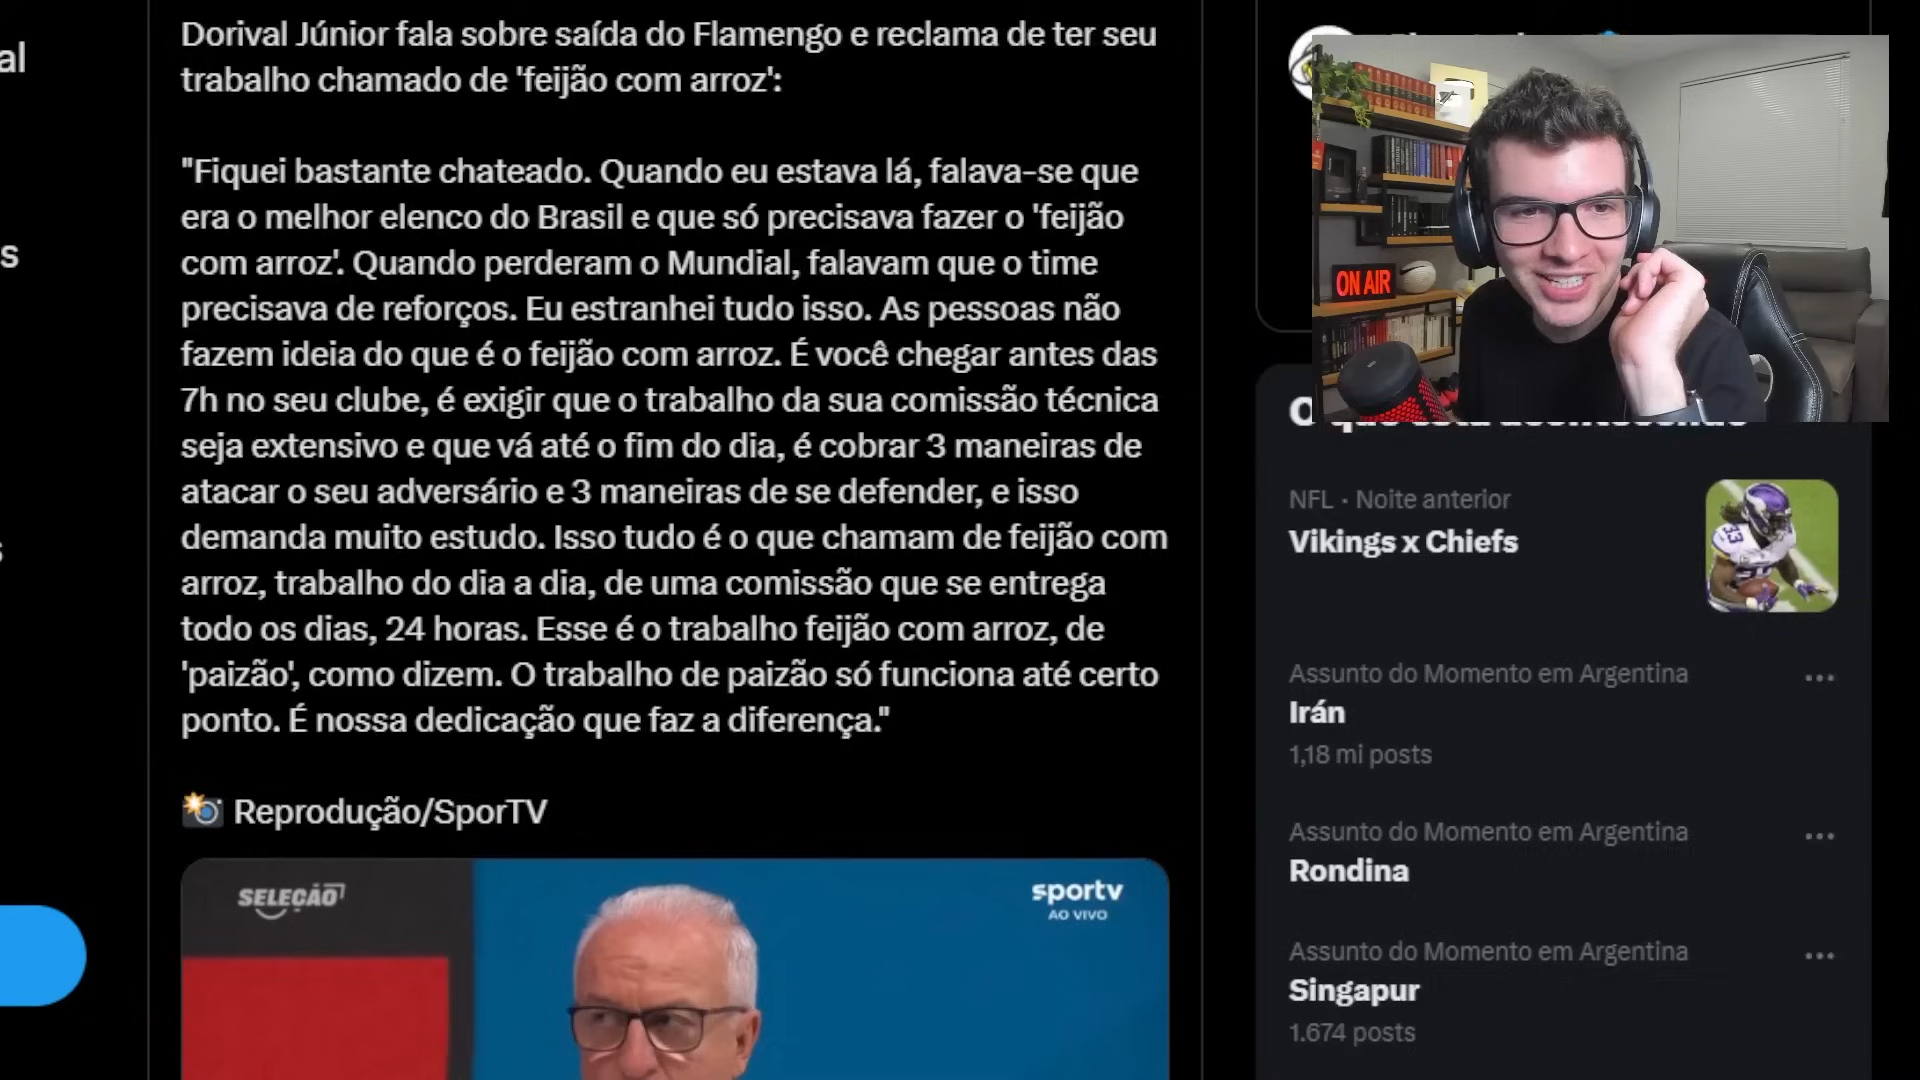 Dorival Júnior fala sobre saída do Flamengo e reclama de ter seu
trabalho chamado de 'feijão com arroz':
"Fiquei bastante chateado. Quando eu estava lá, falava-se que
era o melhor elenco do Brasil e que só precisava fazer o 'feijão
com arroz'. Quando perderam o Mundial, falavam que o time
precisava de reforços. Eu estranhei tudo isso. As pessoas não
fazem ideia do que é o feijão com arroz. É você chegar antes das
7h no seu clube, é exigir que o trabalho da sua comissão técnica
seja extensivo e que vá até o fim do dia, é cobrar 3 maneiras de
atacar o seu adversário e 3 maneiras de se defender, e isso
demanda muito estudo. Isso tudo é o que chamam de feijão com
arroz, trabalho do dia a dia, de uma comissão que se entrega
todo os dias, 24 horas. Esse é o trabalho feijão com arroz, de
'paizão', como dizem. O trabalho de paizão só funciona até certo
ponto. É nossa dedicação que faz a diferença."
Reprodução/SporTV
SELEÇÃO
sportv
AO VIVO
al
s
ON AIR
NFL · Noite anterior
Vikings x Chiefs
Assunto do Momento em Argentina
Irán
1,18 mi posts
Assunto do Momento em Argentina
Rondina
Assunto do Momento em Argentina
Singapur
1.674 posts